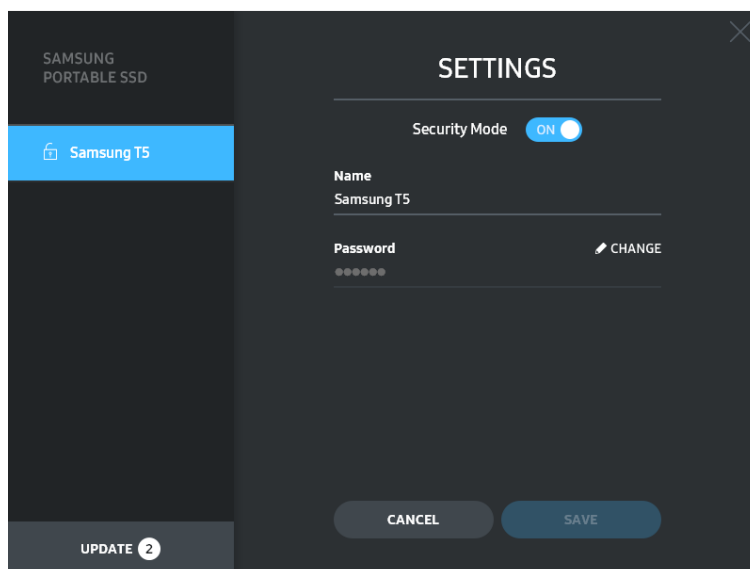 SAMSUNG
PORTABLE SSD
Samsung T5
UPDATE 2
SETTINGS
Security Mode ON
Name
Samsung T5
Password CHANGE
●●●●●●
CANCEL SAVE